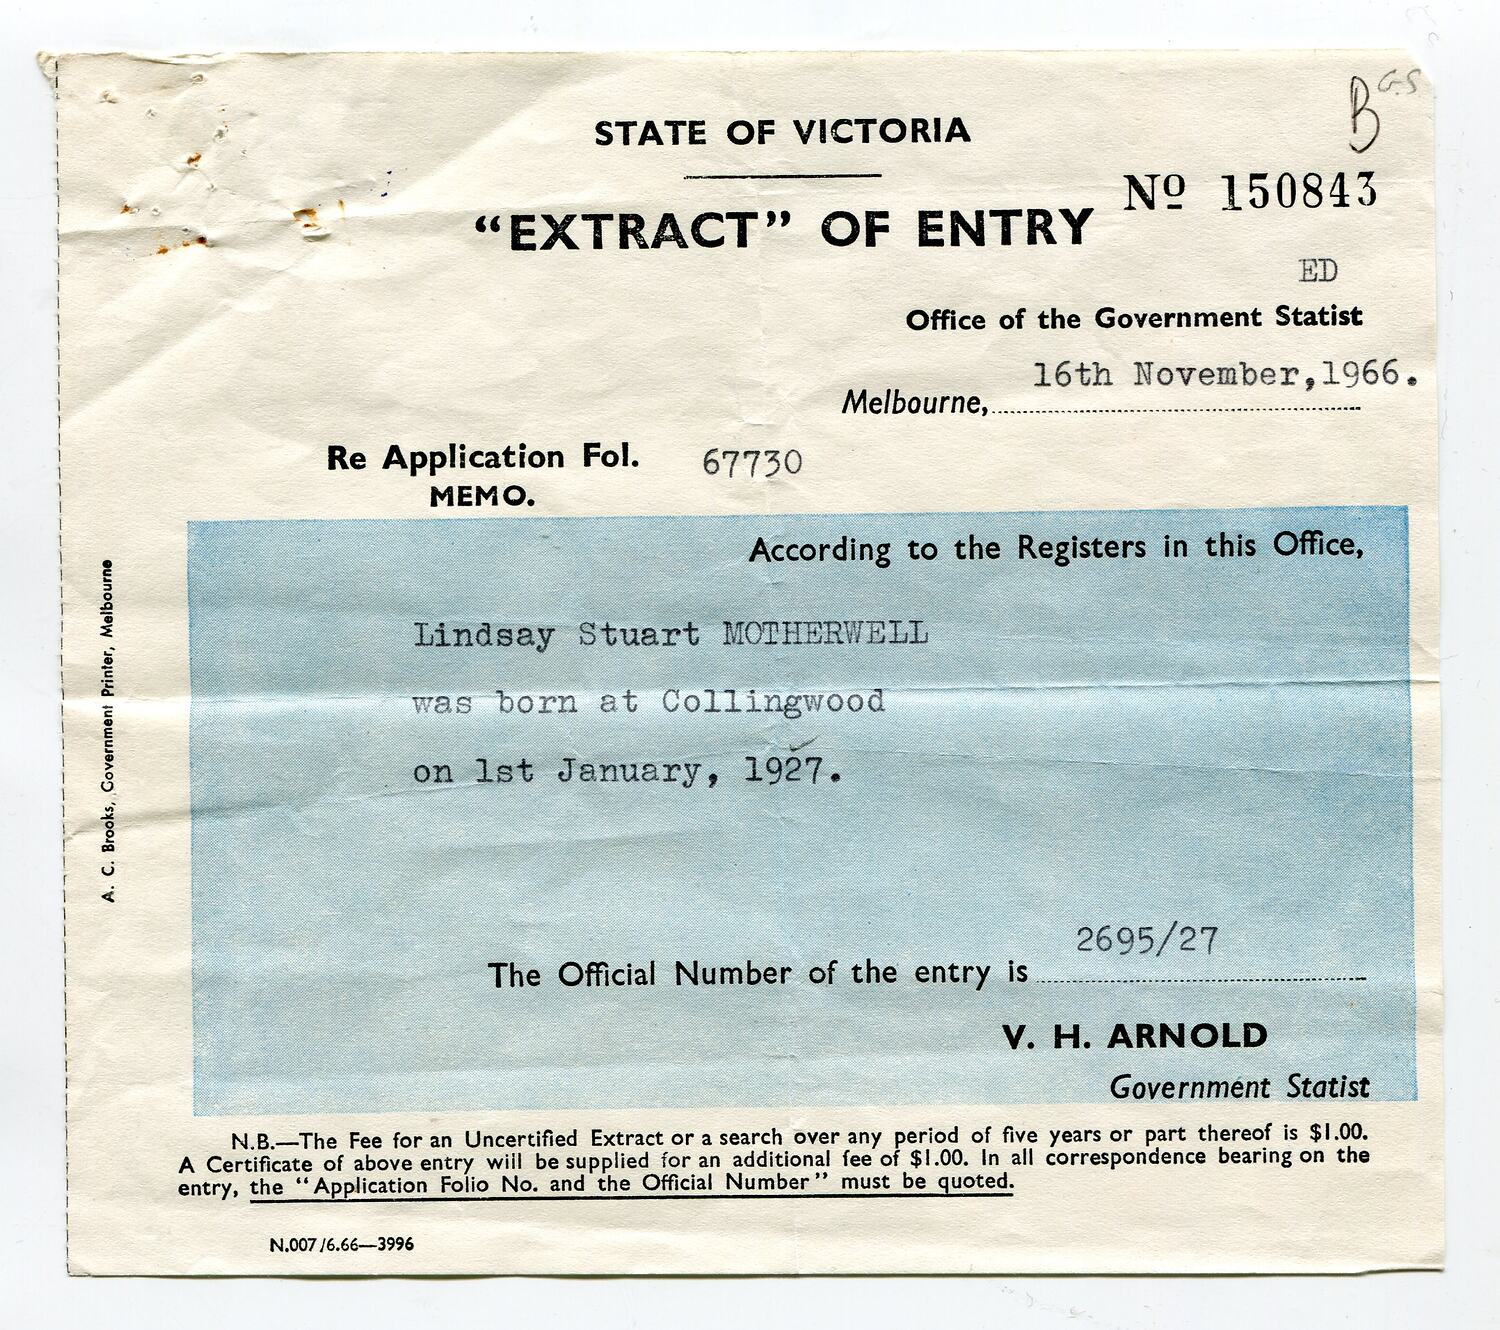 B G.S
STATE OF VICTORIA
Nº 150843
“EXTRACT” OF ENTRY
ED
Office of the Government Statist
16th November,1966.
Melbourne,
Re Application Fol. 67730
MEMO.
According to the Registers in this Office,
Lindsay Stuart MOTHERWELL
was born at Collingwood
on 1st January, 1927.
2695/27
The Official Number of the entry is
V. H. ARNOLD
Government Statist
N.B.—The Fee for an Uncertified Extract or a search over any period of five years or part thereof is $1.00.
A Certificate of above entry will be supplied for an additional fee of $1.00. In all correspondence bearing on the
entry, the “Application Folio No. and the Official Number” must be quoted.
N.007/6.66—3996
A. C. Brooks, Government Printer, Melbourne